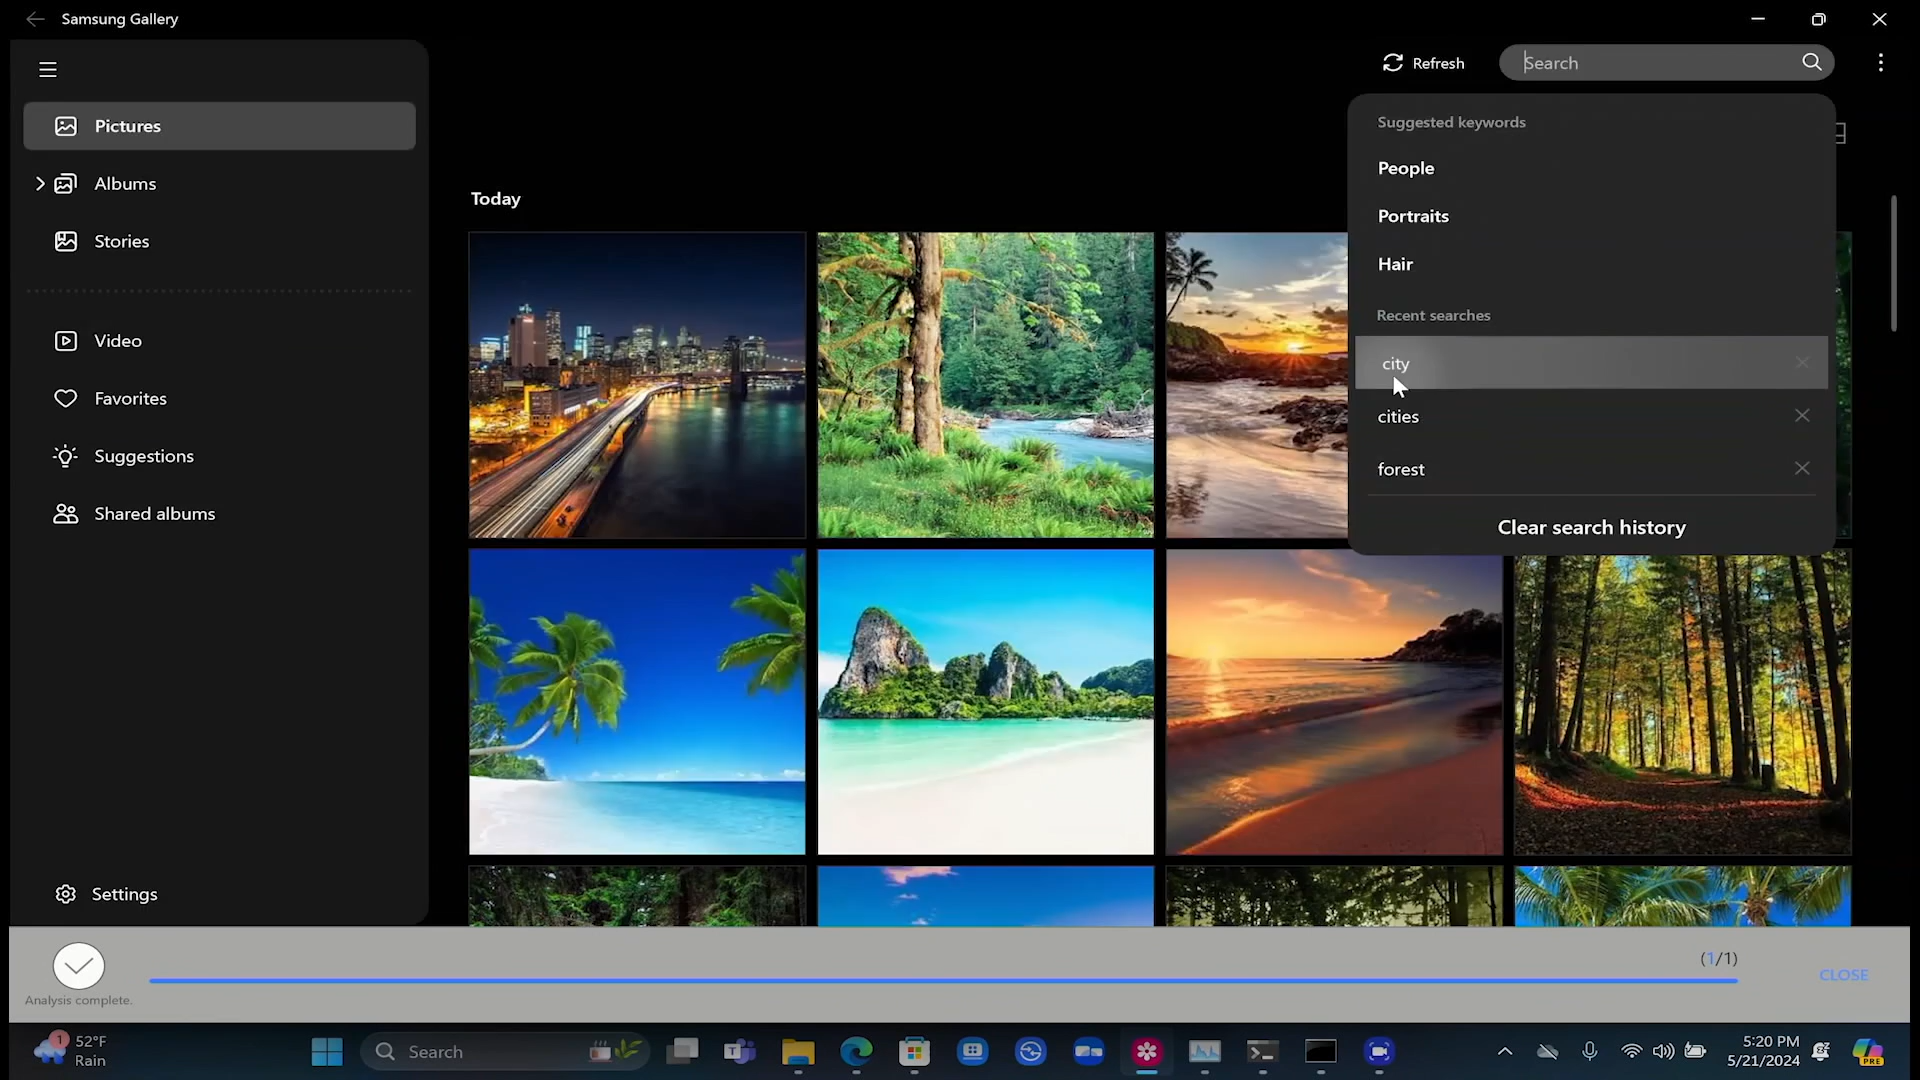 Samsung Gallery
Refresh
Search
Pictures
Albums
Stories
Video
Favorites
Suggestions
Shared albums
Settings
Today
Suggested keywords
People
Portraits
Hair
Recent searches
city
cities
forest
Clear search history
(1/1)
CLOSE
Analysis complete.
1
52°F
Rain
Search
5:20 PM
5/21/2024
PRE